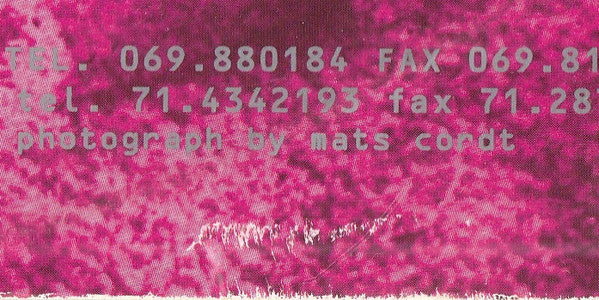 TEL. 069.880184 FAX 069.81
tel. 71.4342193 fax 71.28
photograph by mats cordt